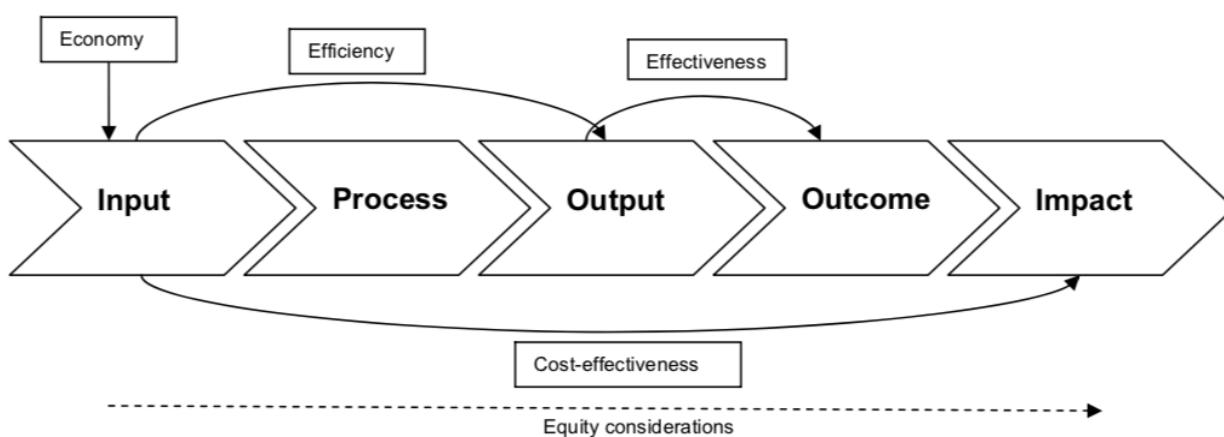 Economy
Efficiency
Effectiveness
Input
Process
Output
Outcome
Impact
Cost-effectiveness
Equity considerations